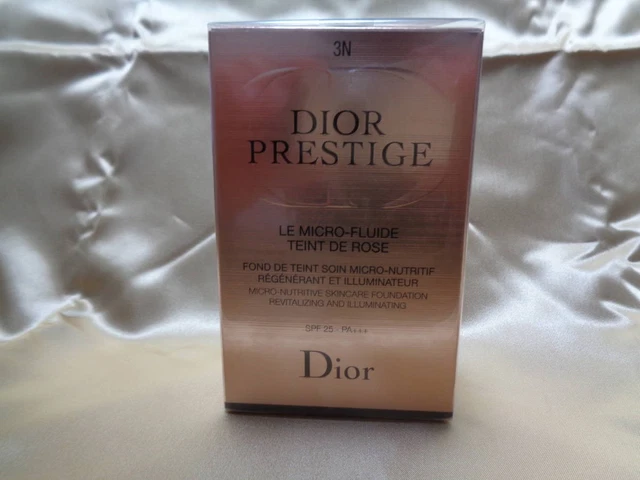 3N
DIOR
PRESTIGE
LE MICRO-FLUIDE
TEINT DE ROSE
FOND DE TEINT SOIN MICRO-NUTRITIF
RÉGÉNÉRANT ET ILLUMINATEUR
MICRO-NUTRITIVE SKINCARE FOUNDATION
REVITALIZING AND ILLUMINATING
SPF 25 - PA+++
Dior